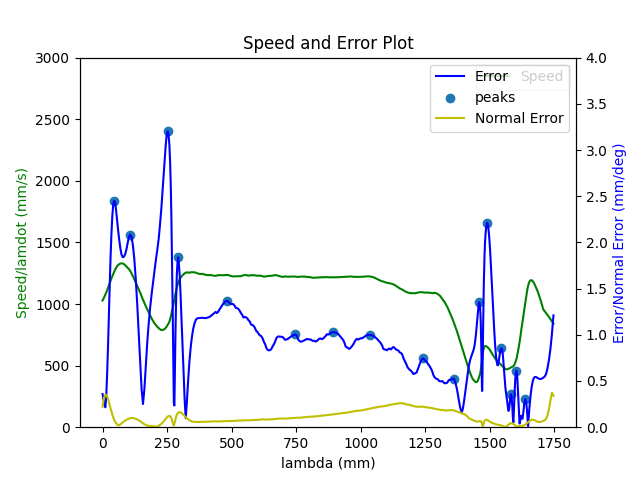 Speed and Error Plot
3000
2500
2000
1500
1000
500
0
Speed/lamdot (mm/s)
4.0
3.5
3.0
2.5
2.0
1.5
1.0
0.5
0.0
Error/Normal Error (mm/deg)
Error
Speed
peaks
Normal Error
0 250 500 750 1000 1250 1500 1750
lambda (mm)